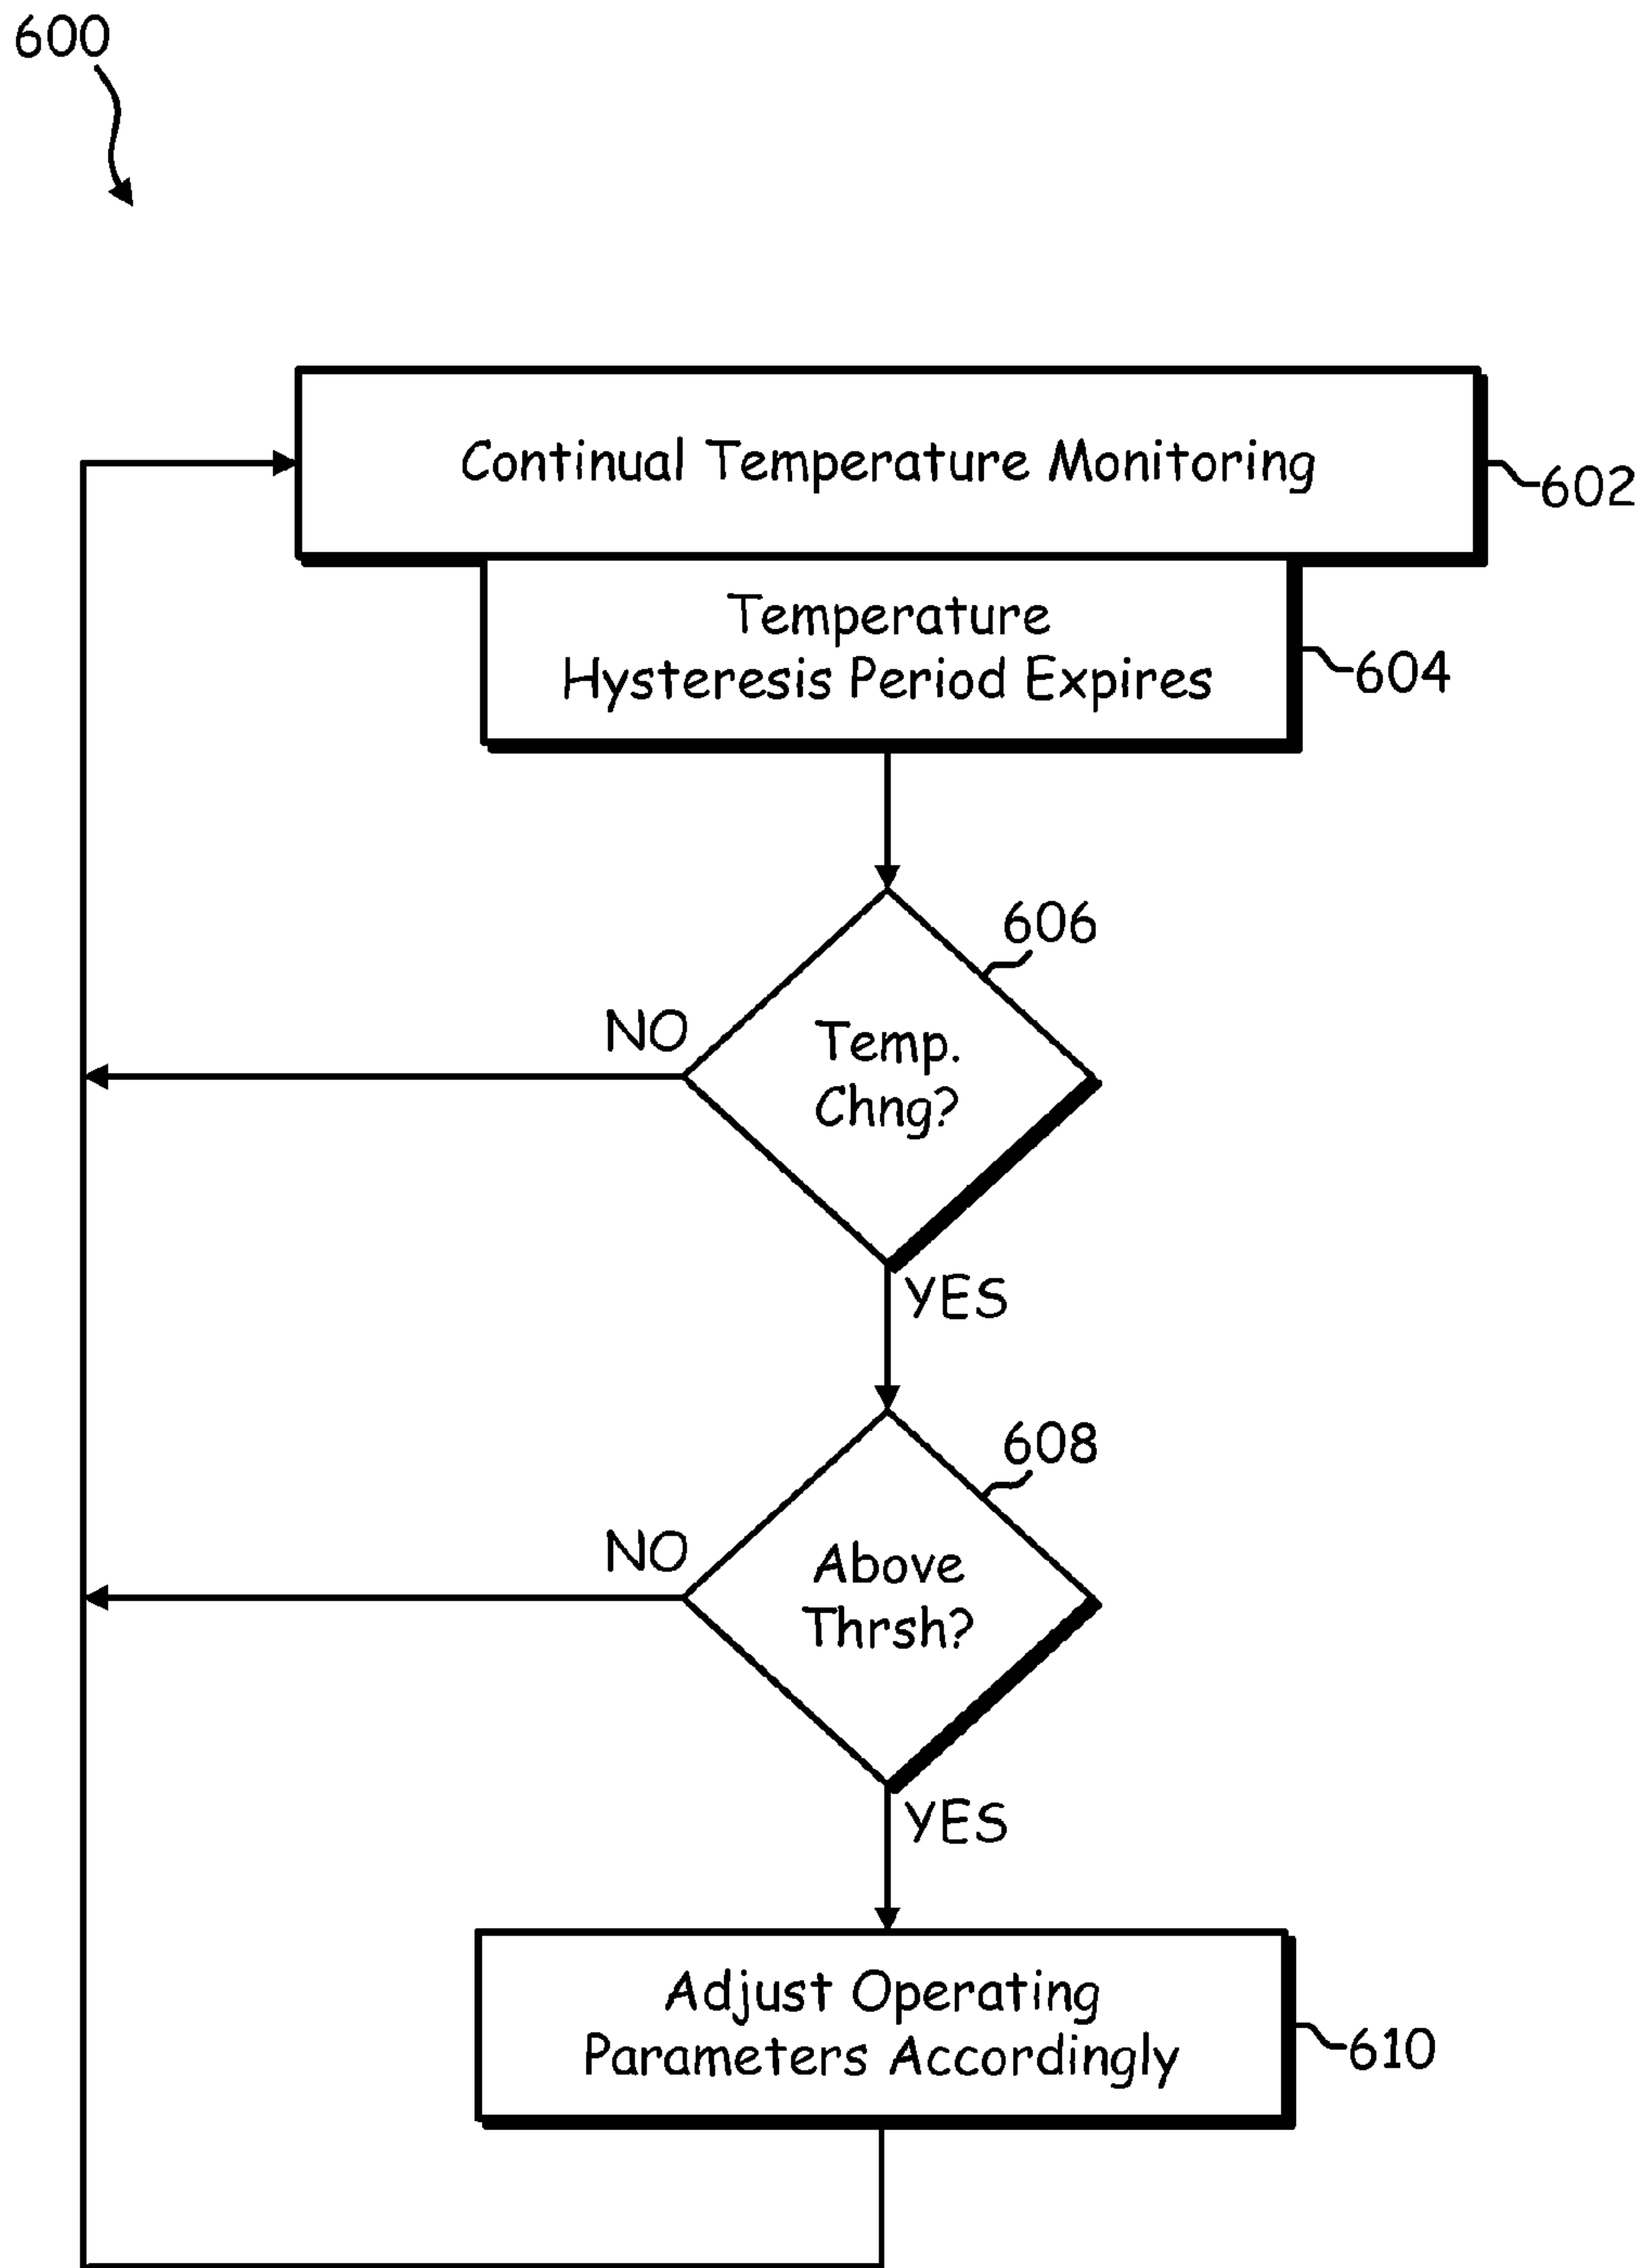 600
Continual Temperature Monitoring
602
Temperature
Hysteresis Period Expires
604
606
NO
Temp.
Chng?
YES
608
NO
Above
Thrsh?
YES
Adjust Operating
Parameters Accordingly
610